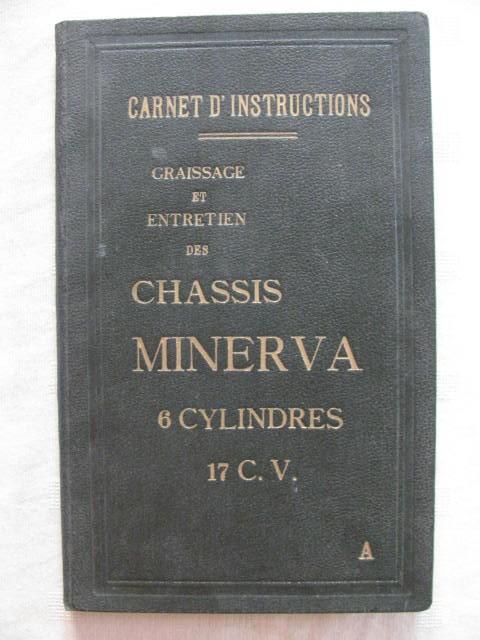 CARNET D'INSTRUCTIONS
GRAISSAGE
ET
ENTRETIEN
DES
CHASSIS
MINERVA
6 CYLINDRES
17 C. V.
A